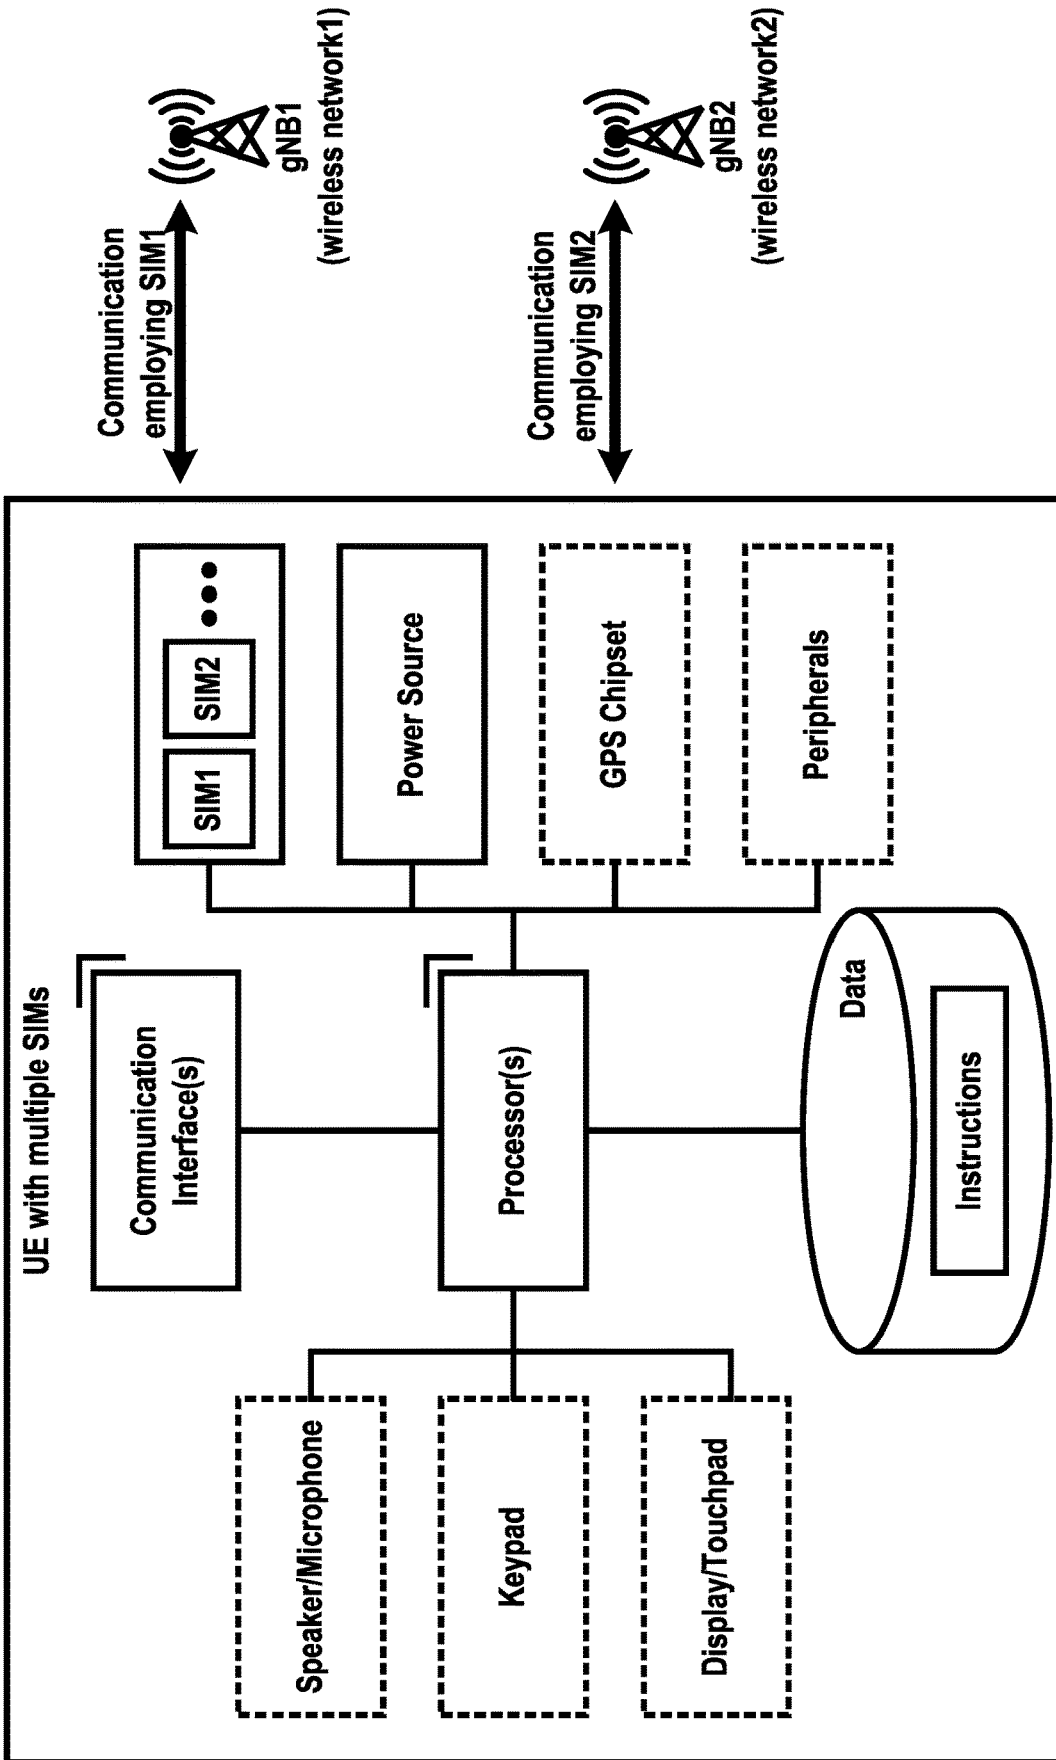 UE with multiple SIMs
Speaker/Microphone
Keypad
Display/Touchpad
Communication
Interface(s)
Processor(s)
Data
Instructions
SIM1
SIM2
Power Source
GPS Chipset
Peripherals
Communication
employing SIM1
gNB1
(wireless network1)
Communication
employing SIM2
gNB2
(wireless network2)